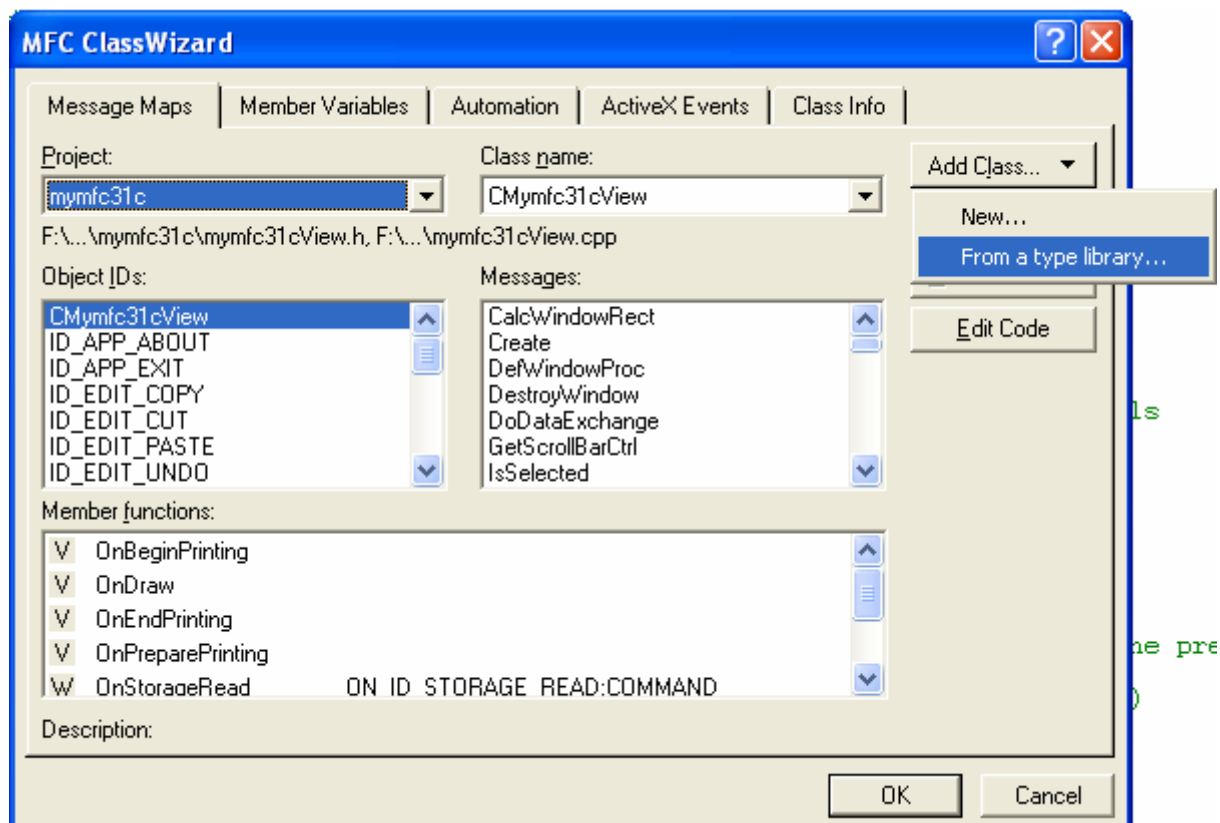 MFC ClassWizard
Message Maps Member Variables Automation ActiveX Events Class Info
Project: Class name: Add Class...
mymfc31c CMymfc31cView
New...
F:\...\mymfc31c\mymfc31cView.h, F:\...\mymfc31cView.cpp
From a type library...
Object IDs: Messages:
CMymfc31cView CalcWindowRect
ID_APP_ABOUT Create Edit Code
ID_APP_EXIT DefWindowProc
ID_EDIT_COPY DestroyWindow
ID_EDIT_CUT DoDataExchange ls
ID_EDIT_PASTE GetScrollBarCtrl
ID_EDIT_UNDO IsSelected
Member functions:
V OnBeginPrinting
V OnDraw
V OnEndPrinting
V OnPreparePrinting he pre
W OnStorageRead ON_ID_STORAGE_READ:COMMAND
)
Description:
OK Cancel